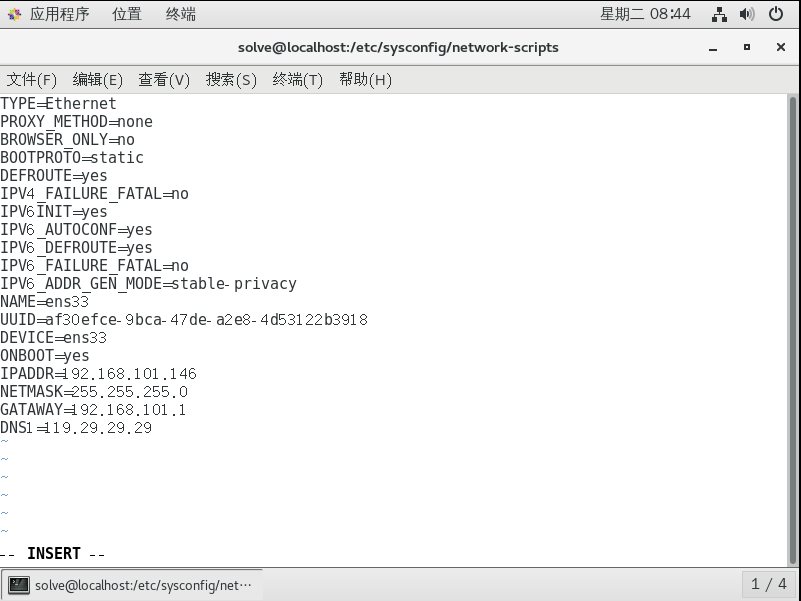 应用程序 位置 终端 星期二 08:44
solve@localhost:/etc/sysconfig/network-scripts
文件(F) 编辑(E) 查看(V) 搜索(S) 终端(T) 帮助(H)
TYPE=Ethernet
PROXY_METHOD=none
BROWSER_ONLY=no
BOOTPROTO=static
DEFROUTE=yes
IPV4_FAILURE_FATAL=no
IPV6INIT=yes
IPV6_AUTOCONF=yes
IPV6_DEFROUTE=yes
IPV6_FAILURE_FATAL=no
IPV6_ADDR_GEN_MODE=stable-privacy
NAME=ens33
UUID=af30efce-9bca-47de-a2e8-4d53122b3918
DEVICE=ens33
ONBOOT=yes
IPADDR=192.168.101.146
NETMASK=255.255.255.0
GATAWAY=192.168.101.1
DNS1=119.29.29.29
~
~
~
~
~
~
-- INSERT --
solve@localhost:/etc/sysconfig/net··· 1 / 4